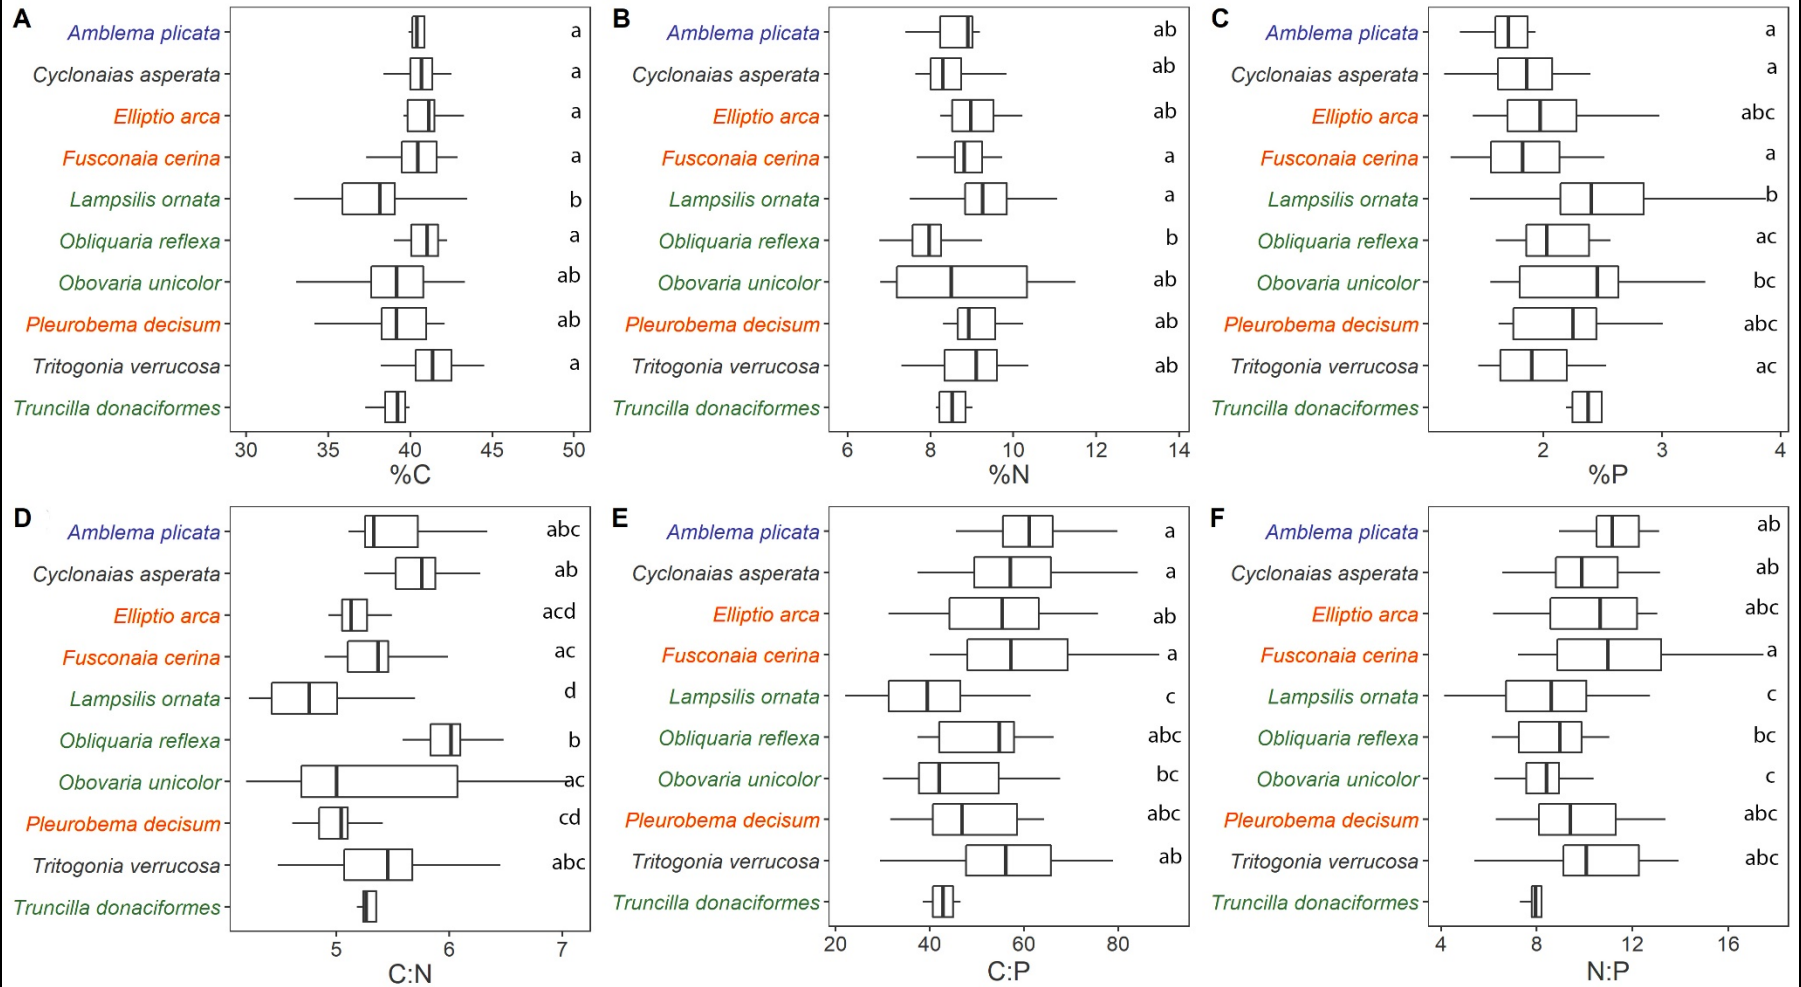 A
Amblema plicata a
Cyclonaias asperata a
Elliptio arca a
Fusconaia cerina a
Lampsilis ornata b
Obliquaria reflexa a
Obovaria unicolor ab
Pleurobema decisum ab
Tritogonia verrucosa a
Truncilla donaciformes
30 35 40 45 50
%C
B
Amblema plicata ab
Cyclonaias asperata ab
Elliptio arca ab
Fusconaia cerina a
Lampsilis ornata a
Obliquaria reflexa b
Obovaria unicolor ab
Pleurobema decisum ab
Tritogonia verrucosa ab
Truncilla donaciformes
6 8 10 12 14
%N
C
Amblema plicata a
Cyclonaias asperata a
Elliptio arca abc
Fusconaia cerina a
Lampsilis ornata b
Obliquaria reflexa ac
Obovaria unicolor bc
Pleurobema decisum abc
Tritogonia verrucosa ac
Truncilla donaciformes
2 3 4
%P
D
Amblema plicata abc
Cyclonaias asperata ab
Elliptio arca acd
Fusconaia cerina ac
Lampsilis ornata d
Obliquaria reflexa b
Obovaria unicolor ac
Pleurobema decisum cd
Tritogonia verrucosa abc
Truncilla donaciformes
5 6 7
C:N
E
Amblema plicata a
Cyclonaias asperata a
Elliptio arca ab
Fusconaia cerina a
Lampsilis ornata c
Obliquaria reflexa abc
Obovaria unicolor bc
Pleurobema decisum abc
Tritogonia verrucosa ab
Truncilla donaciformes
20 40 60 80
C:P
F
Amblema plicata ab
Cyclonaias asperata ab
Elliptio arca abc
Fusconaia cerina a
Lampsilis ornata c
Obliquaria reflexa bc
Obovaria unicolor c
Pleurobema decisum abc
Tritogonia verrucosa abc
Truncilla donaciformes
4 8 12 16
N:P